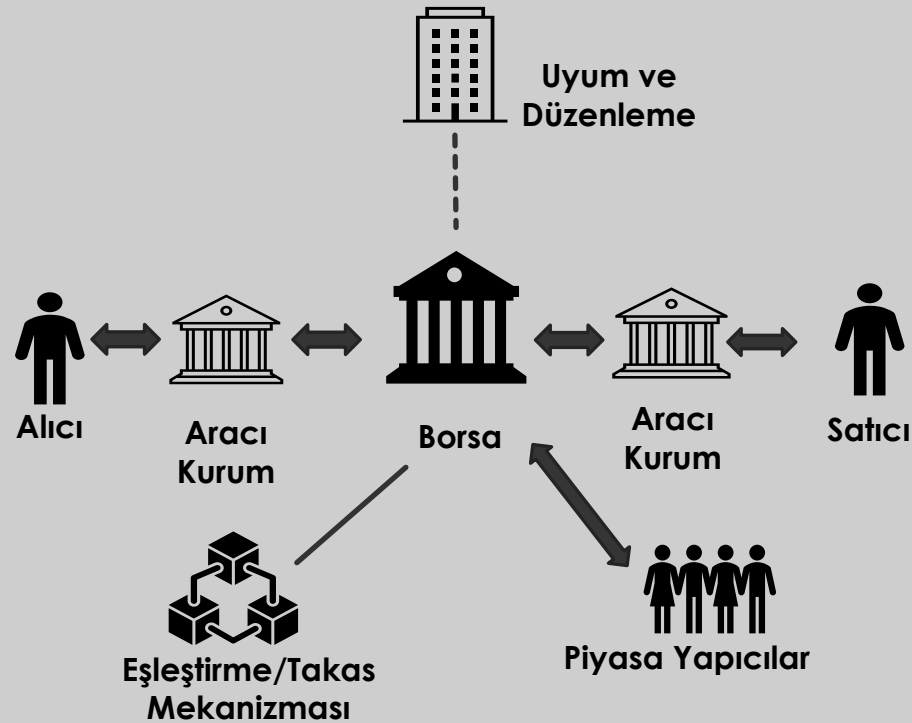 Uyum ve
Düzenleme
Alıcı
Aracı
Kurum
Borsa
Aracı
Kurum
Satıcı
Eşleştirme/Takas
Mekanizması
Piyasa Yapıcılar